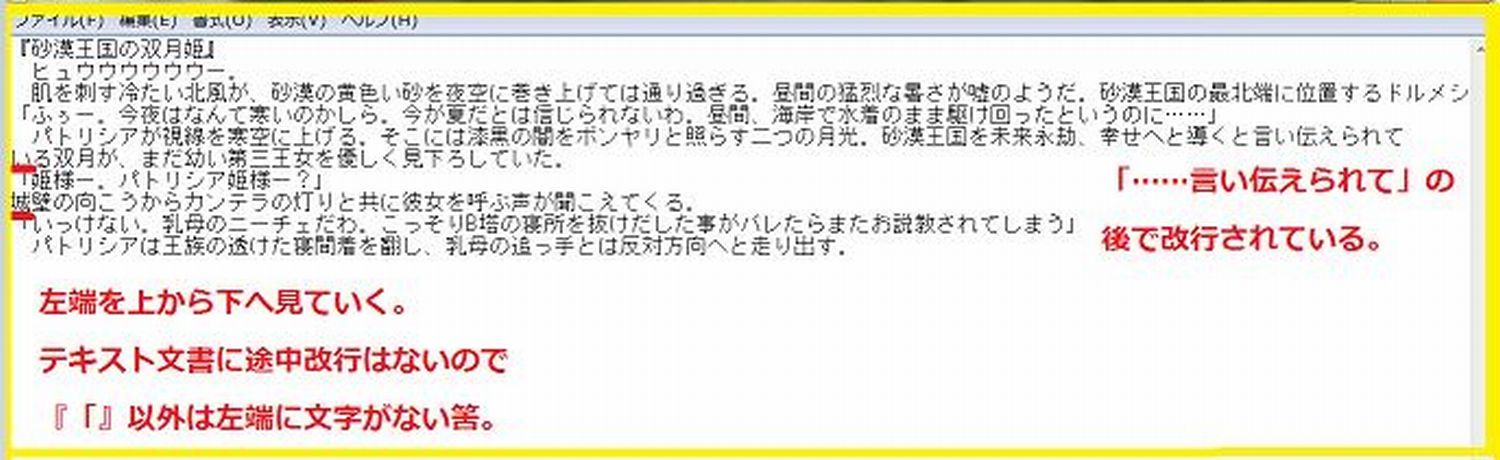 ファイル(F) 編集(E) 書式(O) 表示(V) ヘルプ(H)
『砂漠王国の双月姫』
　ヒュウウウウウウウー。
　肌を刺す冷たい北風が、砂漠の黄色い砂を夜空に巻き上げては通り過ぎる。昼間の猛烈な暑さが嘘のようだ。砂漠王国の最北端に位置するドルメシ
「ふぅー。今夜はなんて寒いのかしら。今が夏だとは信じられないわ。昼間、海岸で水着のまま駆け回ったというのに……」
　パトリシアが視線を寒空に上げる。そこには漆黒の闇をボンヤリと照らす二つの月光。砂漠王国を未来永劫、幸せへと導くと言い伝えられて
いる双月が、まだ幼い第三王女を優しく見下ろしていた。
「姫様ー。パトリシア姫様ー？」
城壁の向こうからカンテラの灯りと共に彼女を呼ぶ声が聞こえてくる。
「いっけない。乳母のニーチェだわ。こっそりB塔の寝所を抜けだした事がバレたらまたお説教されてしまう」
　パトリシアは王族の透けた寝間着を翻し、乳母の追っ手とは反対方向へと走り出す。
「……言い伝えられて」の
後で改行されている。
左端を上から下へ見ていく。
テキスト文書に途中改行はないので
『「』以外は左端に文字がない筈。